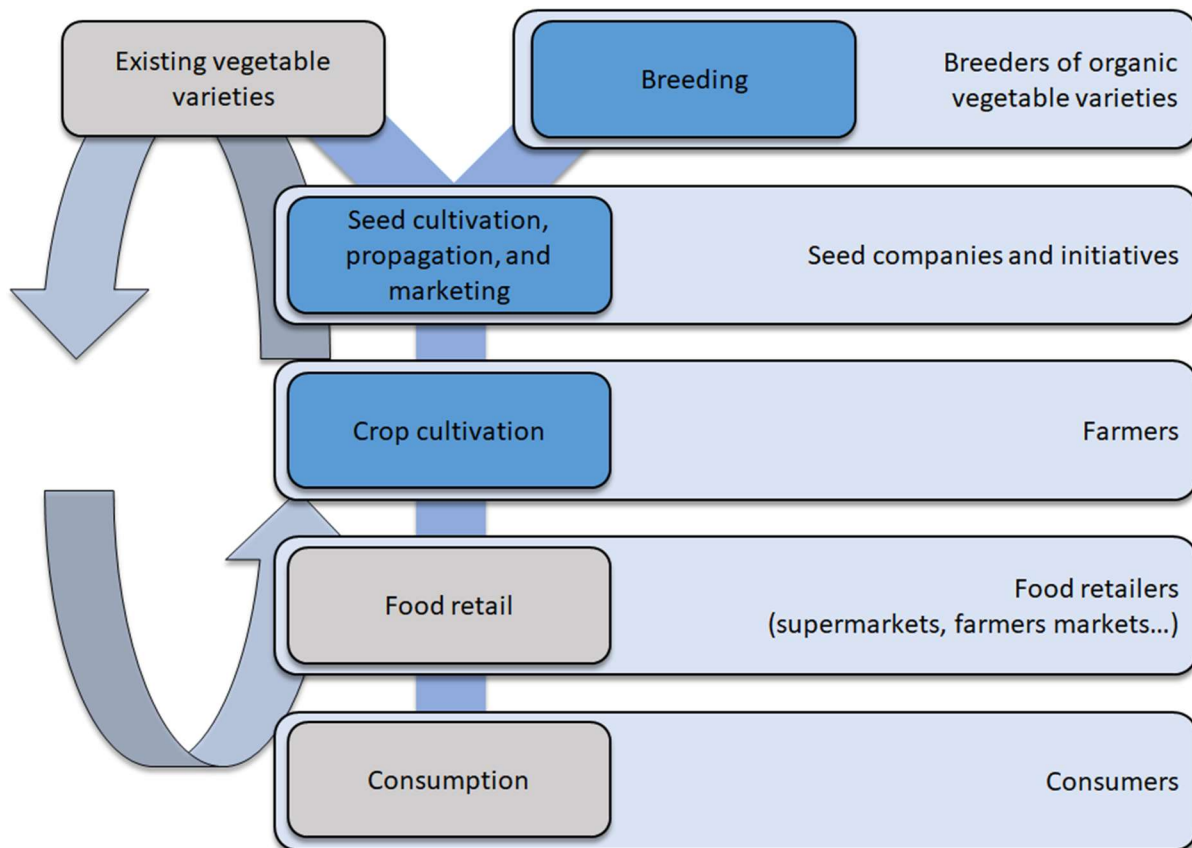 Existing vegetable
varieties
Breeding
Breeders of organic
vegetable varieties
Seed cultivation,
propagation, and
marketing
Seed companies and initiatives
Crop cultivation
Farmers
Food retail
Food retailers
(supermarkets, farmers markets…)
Consumption
Consumers